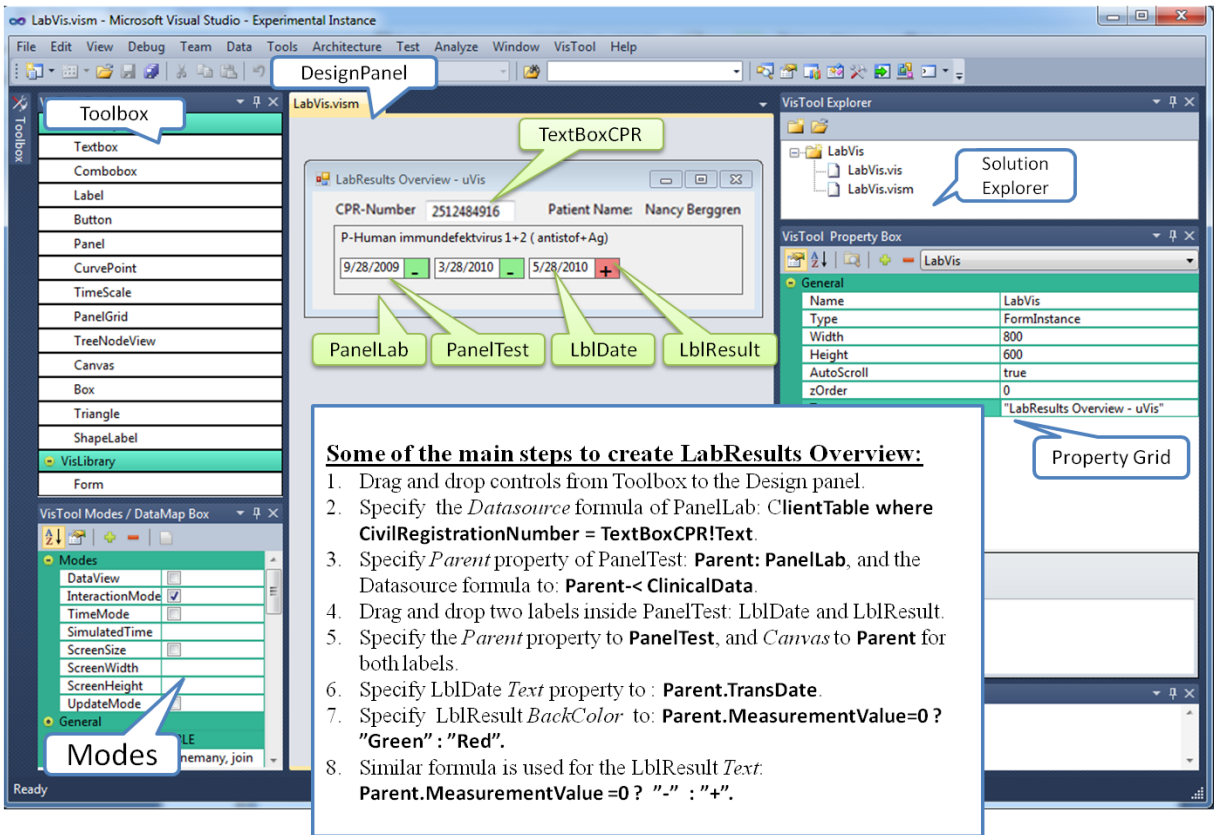 LabVis.vism - Microsoft Visual Studio - Experimental Instance
File Edit View Debug Team Data Tools Architecture Test Analyze Window VisTool Help
DesignPanel
Toolbox
Toolbox
Textbox
Combobox
Label
Button
Panel
CurvePoint
TimeScale
PanelGrid
TreeNodeView
Canvas
Box
Triangle
ShapeLabel
VisLibrary
Form
VisTool Modes / DataMap Box
Modes
DataView
InteractionMode
TimeMode
SimulatedTime
ScreenSize
ScreenWidth
ScreenHeight
UpdateMode
General
Modes
nemany, join
Ready
LabVis.vism
TextBoxCPR
LabResults Overview - uVis
CPR-Number 2512484916 Patient Name: Nancy Berggren
P-Human immundefektvirus 1+2 ( antistof+Ag)
9/28/2009 - 3/28/2010 - 5/28/2010 +
PanelLab PanelTest LblDate LblResult
VisTool Explorer
LabVis
LabVis.vis
LabVis.vism
Solution
Explorer
VisTool Property Box
LabVis
General
Name LabVis
Type FormInstance
Width 800
Height 600
AutoScroll true
zOrder 0
"LabResults Overview - uVis"
Property Grid
Some of the main steps to create LabResults Overview:
1. Drag and drop controls from Toolbox to the Design panel.
2. Specify the Datasource formula of PanelLab: ClientTable where
CivilRegistrationNumber = TextBoxCPR!Text.
3. Specify Parent property of PanelTest: Parent: PanelLab, and the
Datasource formula to: Parent-< ClinicalData.
4. Drag and drop two labels inside PanelTest: LblDate and LblResult.
5. Specify the Parent property to PanelTest, and Canvas to Parent for
both labels.
6. Specify LblDate Text property to : Parent.TransDate.
7. Specify LblResult BackColor to: Parent.MeasurementValue=0 ?
”Green” : ”Red”.
8. Similar formula is used for the LblResult Text:
Parent.MeasurementValue =0 ? ”-” : ”+”.